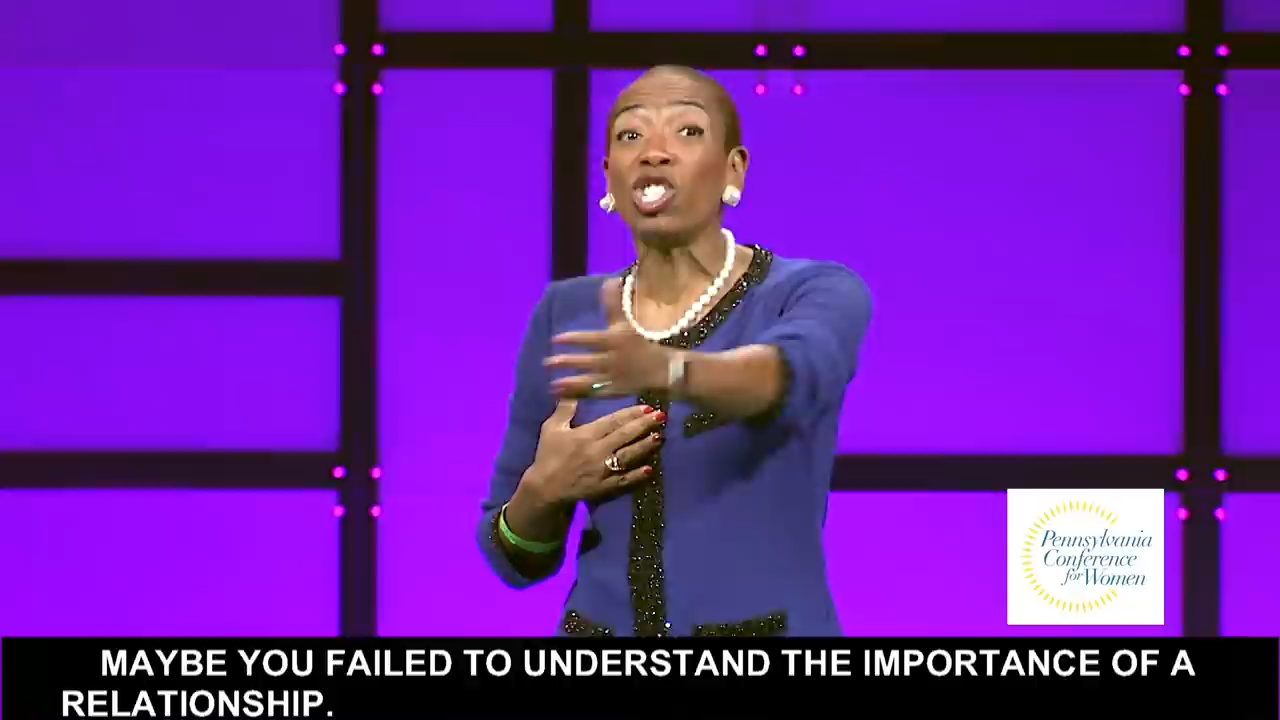 Pennsylvania
Conference
for Women
MAYBE YOU FAILED TO UNDERSTAND THE IMPORTANCE OF A
RELATIONSHIP.